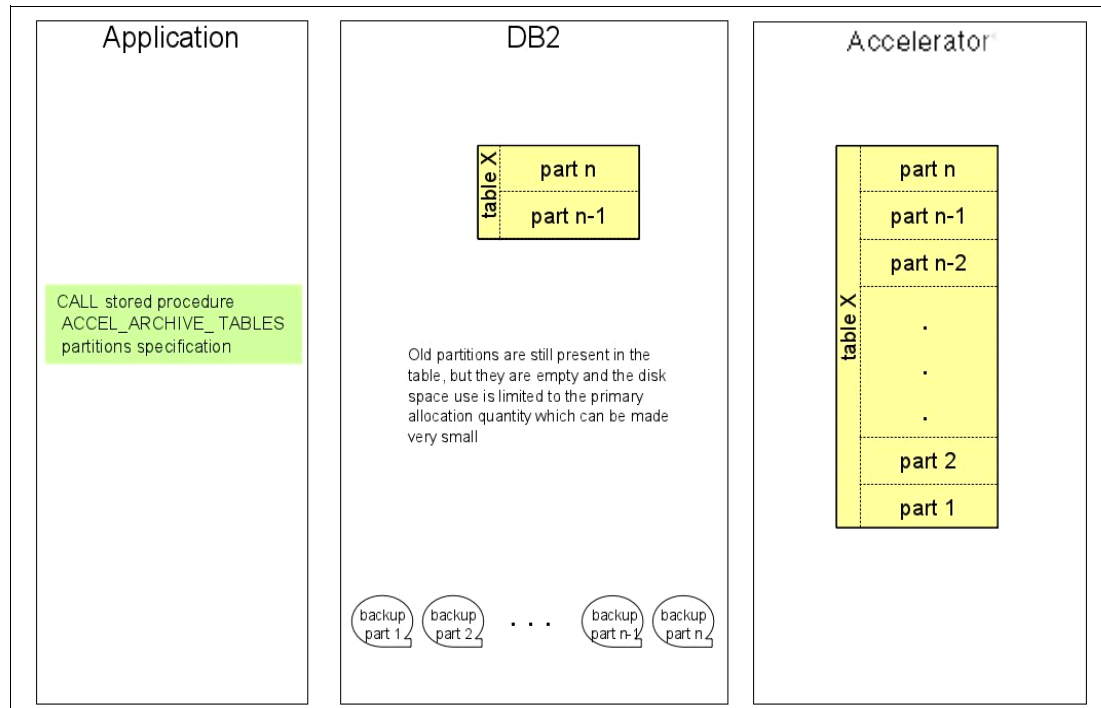 Application
CALL stored procedure
ACCEL_ARCHIVE_ TABLES
partitions specification
DB2
table X
part n
part n-1
Old partitions are still present in the
table, but they are empty and the disk
space use is limited to the primary
allocation quantity which can be made
very small
backup
part 1
backup
part 2
. . .
backup
part n-1
backup
part n
Accelerator
table X
part n
part n-1
part n-2
.
.
.
part 2
part 1